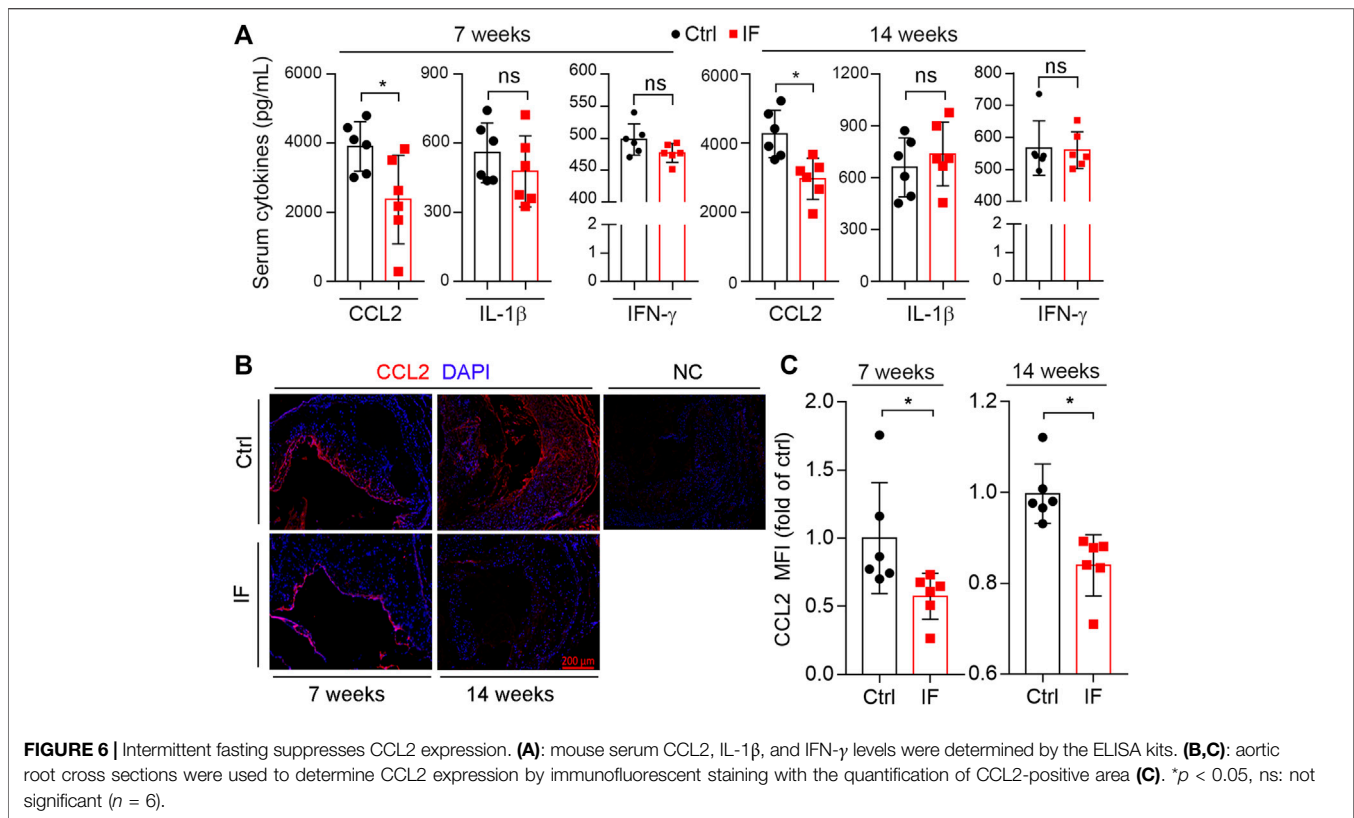 A
7 weeks
Ctrl
IF
14 weeks
Serum cytokines (pg/mL)
6000
4000
2000
0
*
CCL2
900
600
300
0
ns
IL-1β
600
550
500
450
400
2
1
0
ns
IFN-γ
6000
4000
2000
0
*
CCL2
1200
900
600
300
0
ns
IL-1β
800
700
600
500
400
2
1
0
ns
IFN-γ
B
CCL2 DAPI
NC
Ctrl
IF
200 μm
7 weeks
14 weeks
C
7 weeks
14 weeks
CCL2 MFI (fold of ctrl)
2.0
1.5
1.0
0.5
0.0
*
Ctrl
IF
1.2
1.0
0.8
0.6
*
Ctrl
IF
FIGURE 6 | Intermittent fasting suppresses CCL2 expression. (A): mouse serum CCL2, IL-1β, and IFN-γ levels were determined by the ELISA kits. (B,C): aortic
root cross sections were used to determine CCL2 expression by immunofluorescent staining with the quantification of CCL2-positive area (C). *p < 0.05, ns: not
significant (n = 6).